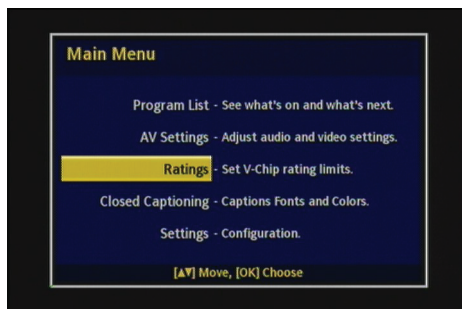 Main Menu
Program List - See what's on and what's next.
AV Settings - Adjust audio and video settings.
Ratings - Set V-Chip rating limits.
Closed Captioning - Captions Fonts and Colors.
Settings - Configuration.
[▲▼] Move, [OK] Choose